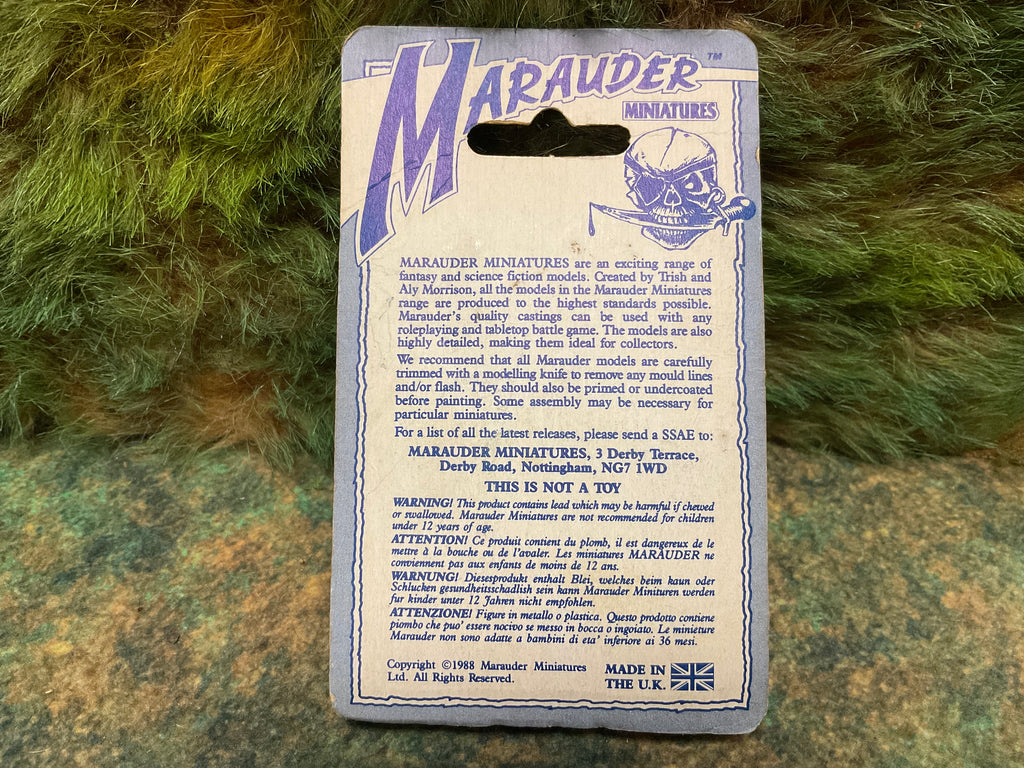 MARAUDER ™
MINIATURES
MARAUDER MINIATURES are an exciting range of
fantasy and science fiction models. Created by Trish and
Aly Morrison, all the models in the Marauder Miniatures
range are produced to the highest standards possible.
Marauder's quality castings can be used with any
roleplaying and tabletop battle game. The models are also
highly detailed, making them ideal for collectors.
We recommend that all Marauder models are carefully
trimmed with a modelling knife to remove any mould lines
and/or flash. They should also be primed or undercoated
before painting. Some assembly may be necessary for
particular miniatures.
For a list of all the latest releases, please send a SSAE to:
MARAUDER MINIATURES, 3 Derby Terrace,
Derby Road, Nottingham, NG7 1WD
THIS IS NOT A TOY
WARNING! This product contains lead which may be harmful if chewed
or swallowed. Marauder Miniatures are not recommended for children
under 12 years of age.
ATTENTION! Ce produit contient du plomb, il est dangereux de le
mettre à la bouche ou de l'avaler. Les miniatures MARAUDER ne
conviennent pas aux enfants de moins de 12 ans.
WARNUNG! Diesesprodukt enthalt Blei, welches beim kaun oder
Schlucken gesundheitsschadlish sein kann Marauder Minituren werden
fur kinder unter 12 Jahren nicht empfohlen.
ATTENZIONE! Figure in metallo o plastica. Questo prodotto contiene
piombo che puo' essere nocivo se messo in bocca o ingoiato. Le minieture
Marauder non sono adatte a bambini di eta' inferiore ai 36 mesi.
Copyright ©1988 Marauder Miniatures
Ltd. All Rights Reserved.
MADE IN
THE U.K.